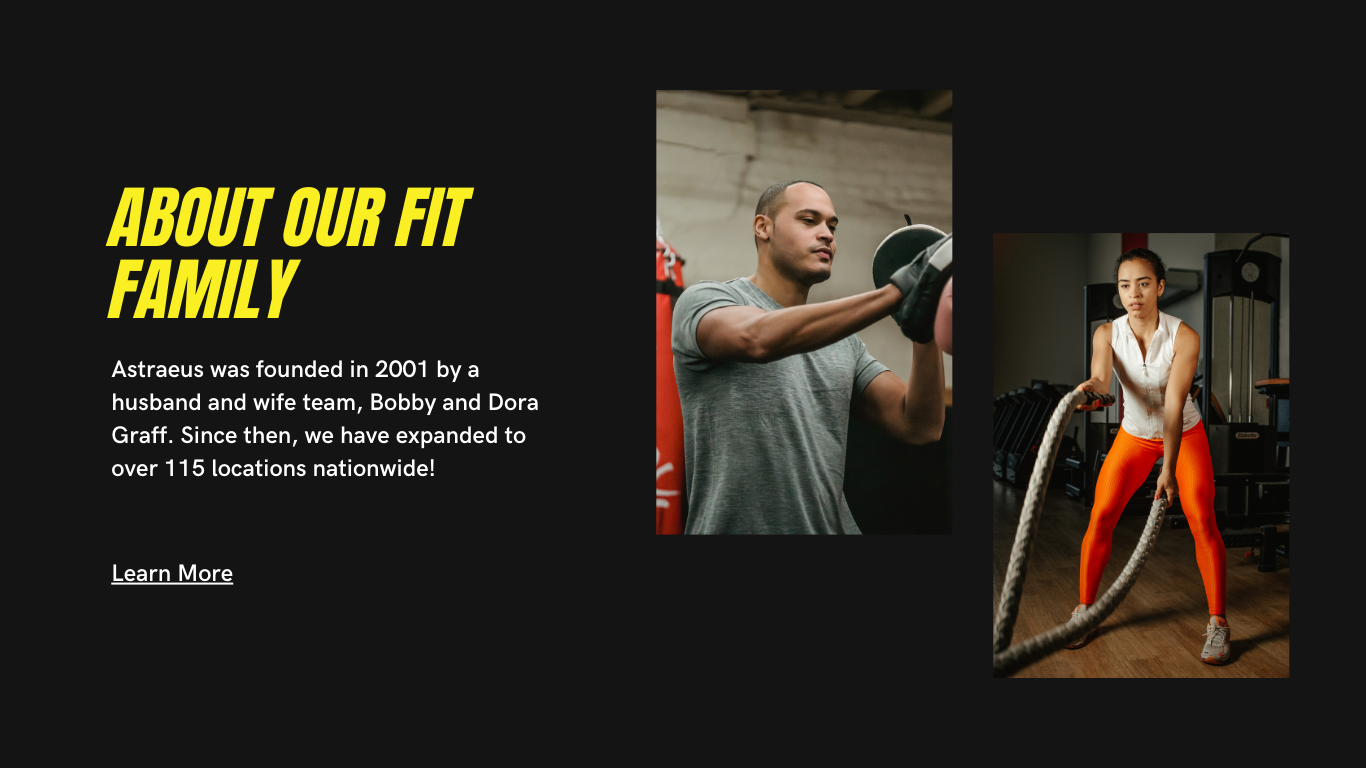 ABOUT OUR FIT
FAMILY
Astraeus was founded in 2001 by a
husband and wife team, Bobby and Dora
Graff. Since then, we have expanded to
over 115 locations nationwide!
Learn More